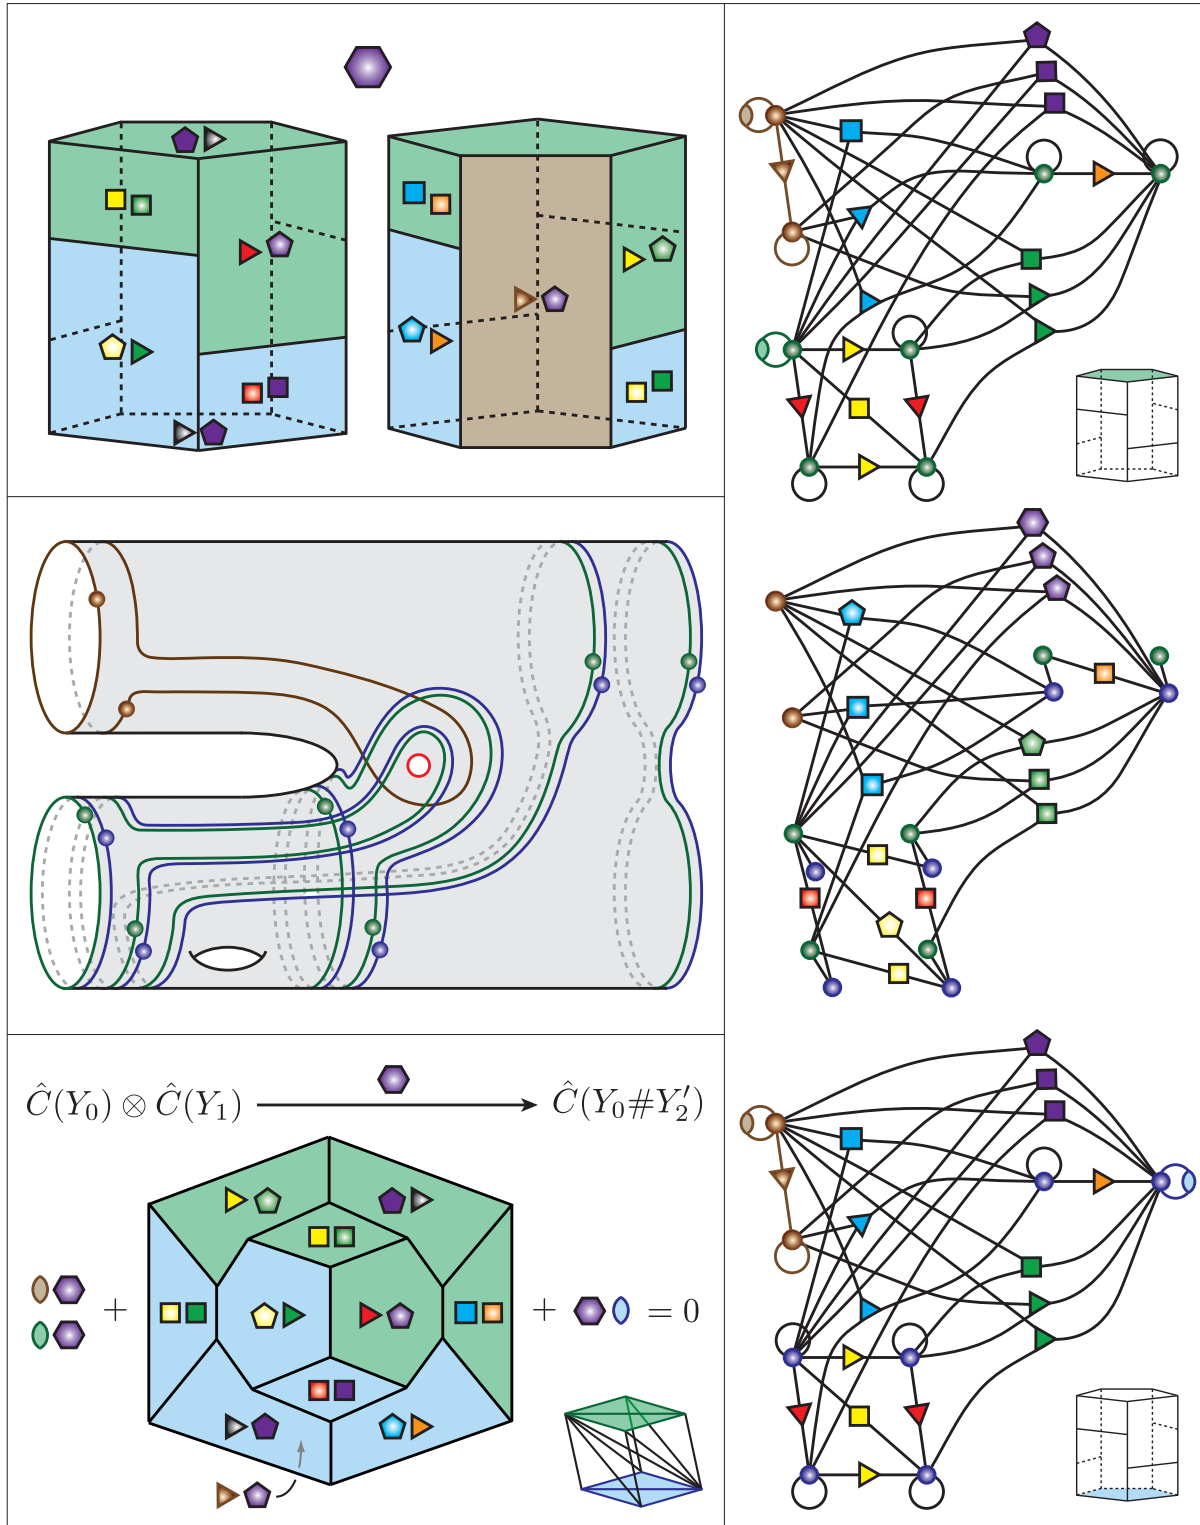 Ĉ(Y₀) ⊗ Ĉ(Y₁) ⟶ Ĉ(Y₀#Y₂′)
+ + = 0